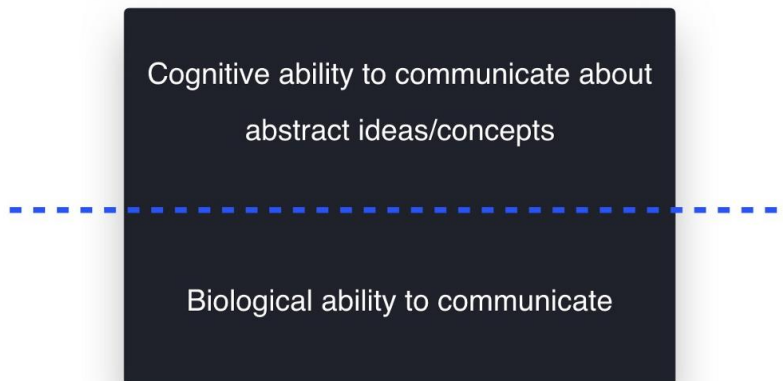 Cognitive ability to communicate about
abstract ideas/concepts
Biological ability to communicate